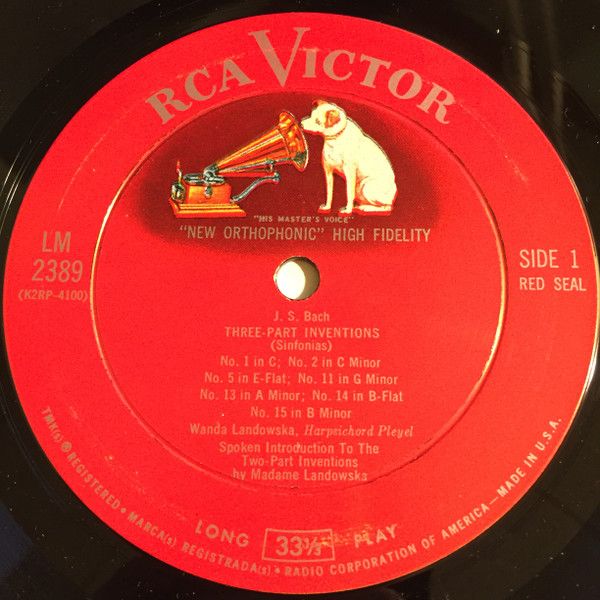 RCA VICTOR
"HIS MASTER'S VOICE"
"NEW ORTHOPHONIC" HIGH FIDELITY
LM
2389
(K2RP-4100)
SIDE 1
RED SEAL
J. S. Bach
THREE-PART INVENTIONS
(Sinfonias)
No. 1 in C; No. 2 in C Minor
No. 5 in E-Flat; No. 11 in G Minor
No. 13 in A Minor; No. 14 in B-Flat
No. 15 in B Minor
Wanda Landowska, Harpsichord Pleyel
Spoken Introduction To The
Two-Part Inventions
by Madame Landowska
LONG 33⅓ PLAY
TMK(s) ® REGISTERED • MARCA(s) REGISTRADA(s) • RADIO CORPORATION OF AMERICA—MADE IN U.S.A.